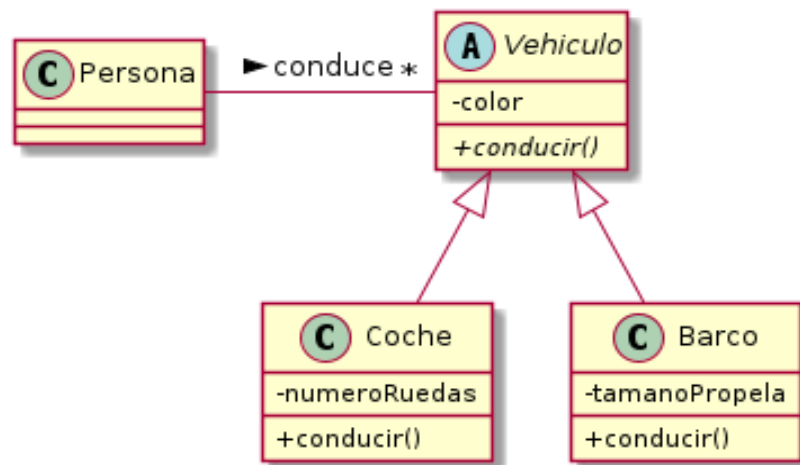 C Persona
► conduce *
A Vehiculo
-color
+conducir()
C Coche
-numeroRuedas
+conducir()
C Barco
-tamanoPropela
+conducir()